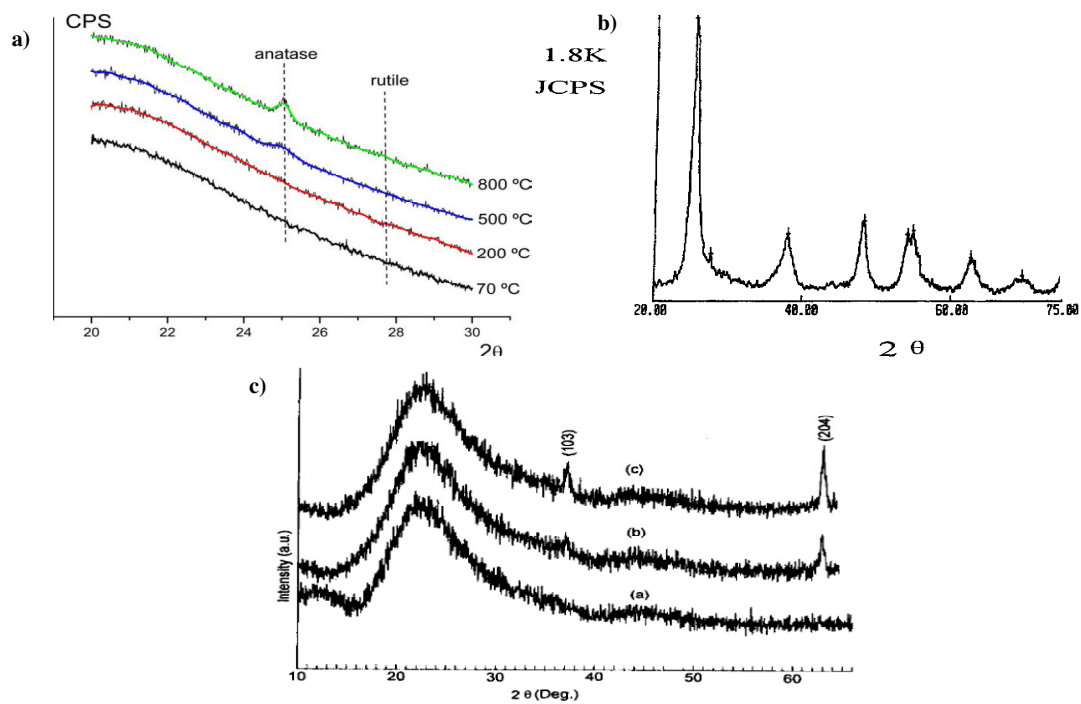 a)
CPS
anatase
rutile
800 ºC
500 ºC
200 ºC
70 ºC
20 22 24 26 28 30
2θ
b)
1.8K
JCPS
20.00 40.00 60.00 75.00
2 θ
c)
(103)
(204)
(c)
(b)
(a)
Intensity (a.u.)
10 20 30 40 50 60
2 θ (Deg.)